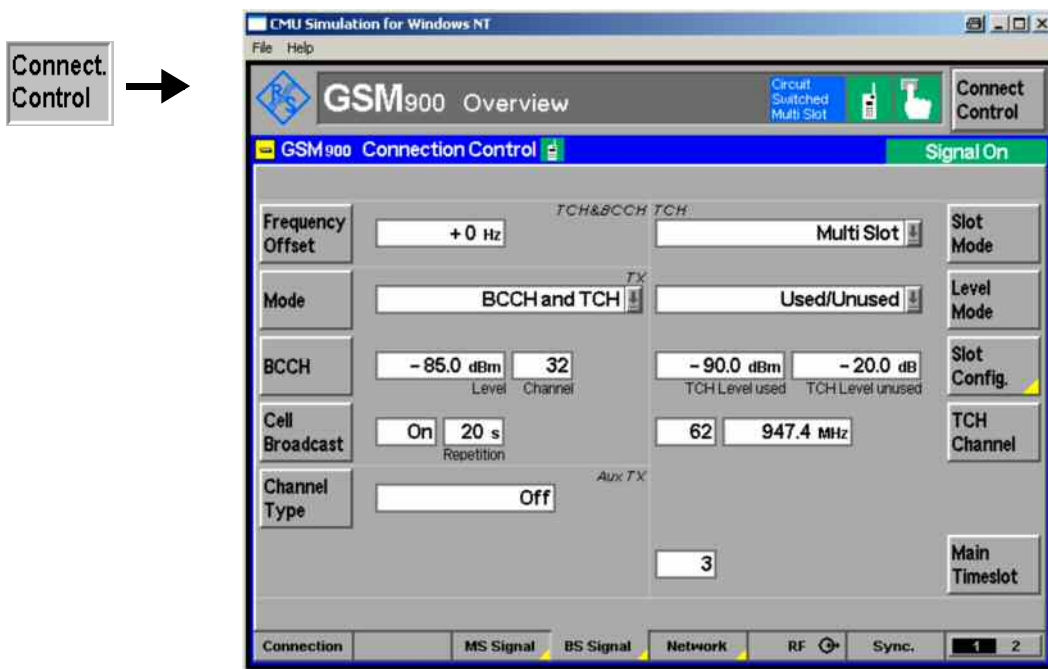 Connect.
Control
CMU Simulation for Windows NT
File Help
R&S
GSM900 Overview
Circuit
Switched
Multi Slot
Connect
Control
GSM900 Connection Control
Signal On
TCH&BCCH
TCH
Frequency
Offset
+0 Hz
Multi Slot
Slot
Mode
TX
Mode
BCCH and TCH
Used/Unused
Level
Mode
BCCH
-85.0 dBm
32
Level
Channel
-90.0 dBm
-20.0 dB
TCH Level used
TCH Level unused
Slot
Config.
Cell
Broadcast
On
20 s
Repetition
62
947.4 MHz
TCH
Channel
Channel
Type
Aux TX
Off
3
Main
Timeslot
Connection
MS Signal
BS Signal
Network
RF
Sync.
1 2